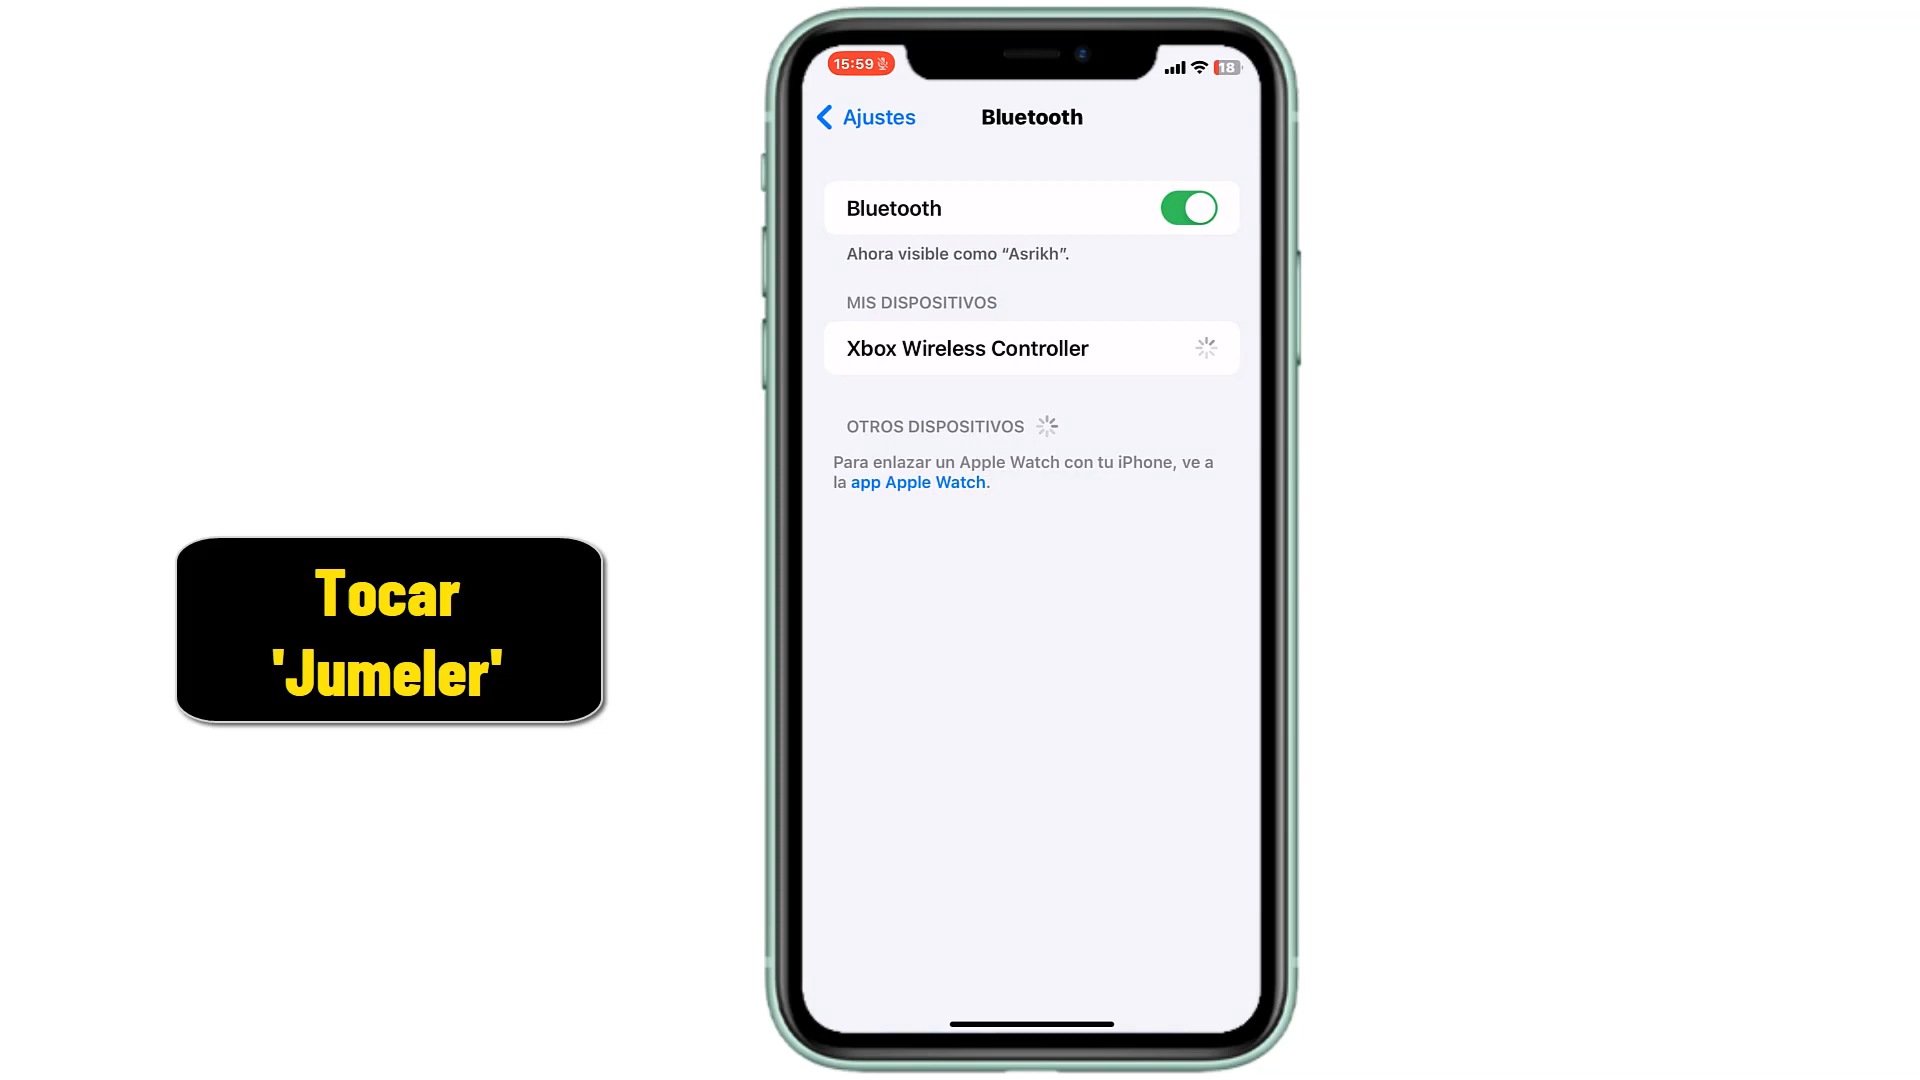 15:59
18
Ajustes
Bluetooth
Bluetooth
Ahora visible como “Asrikh”.
MIS DISPOSITIVOS
Xbox Wireless Controller
OTROS DISPOSITIVOS
Para enlazar un Apple Watch con tu iPhone, ve a
la app Apple Watch.
Tocar
'Jumeler'